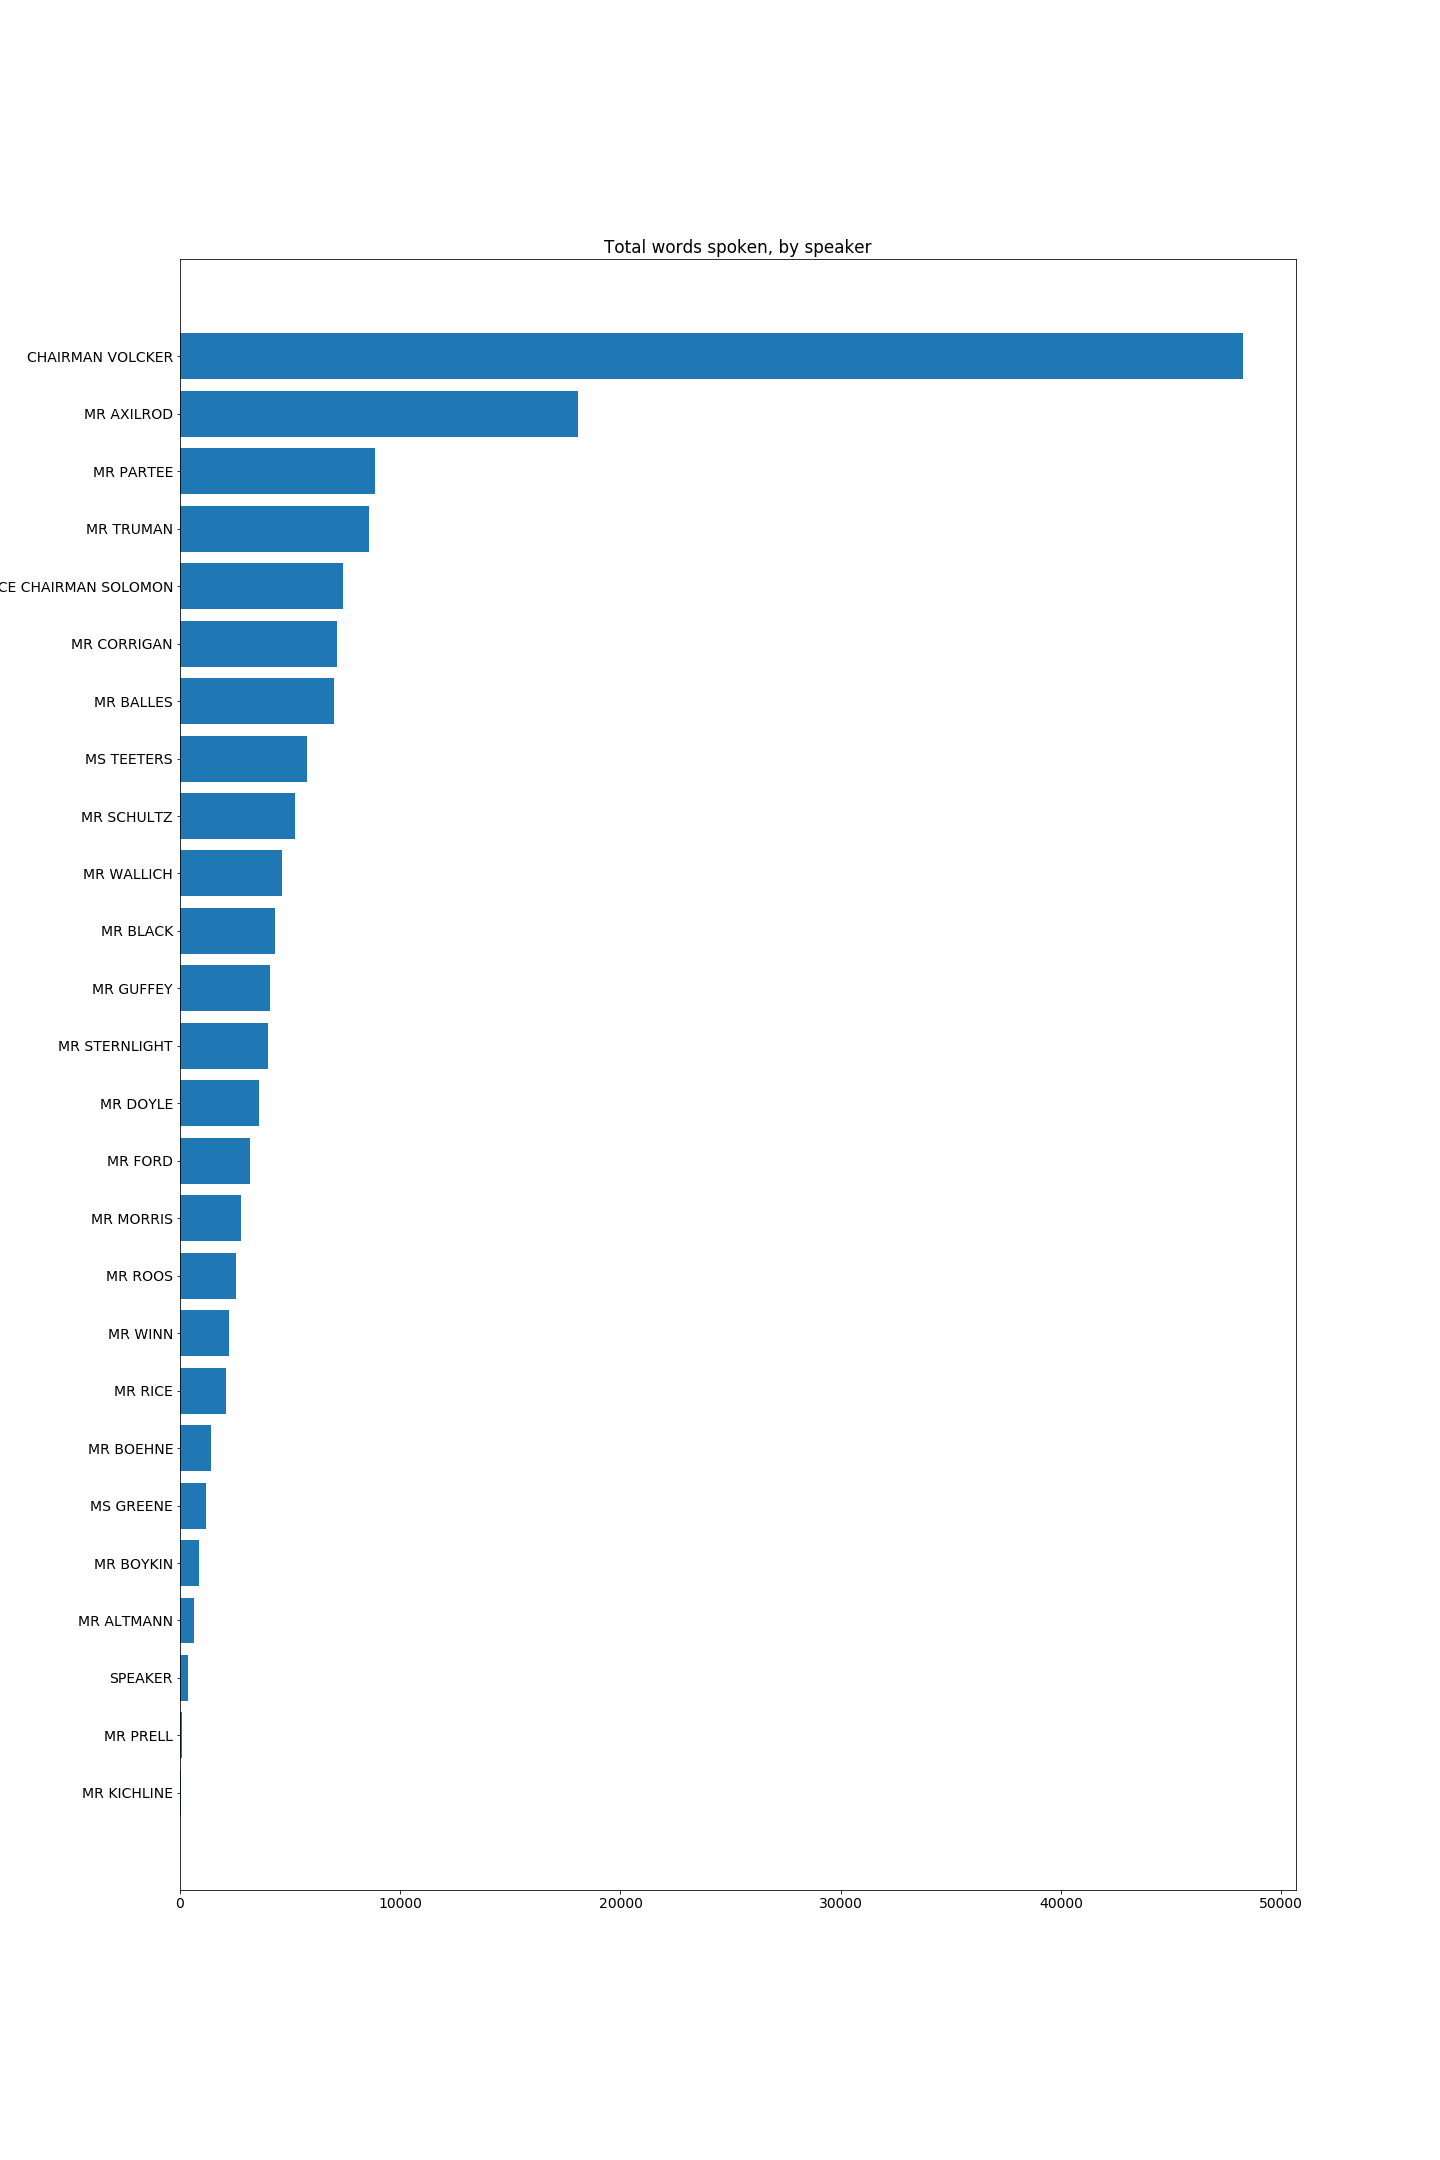 Total words spoken, by speaker
CHAIRMAN VOLCKER
MR AXILROD
MR PARTEE
MR TRUMAN
CE CHAIRMAN SOLOMON
MR CORRIGAN
MR BALLES
MS TEETERS
MR SCHULTZ
MR WALLICH
MR BLACK
MR GUFFEY
MR STERNLIGHT
MR DOYLE
MR FORD
MR MORRIS
MR ROOS
MR WINN
MR RICE
MR BOEHNE
MS GREENE
MR BOYKIN
MR ALTMANN
SPEAKER
MR PRELL
MR KICHLINE
0 10000 20000 30000 40000 50000